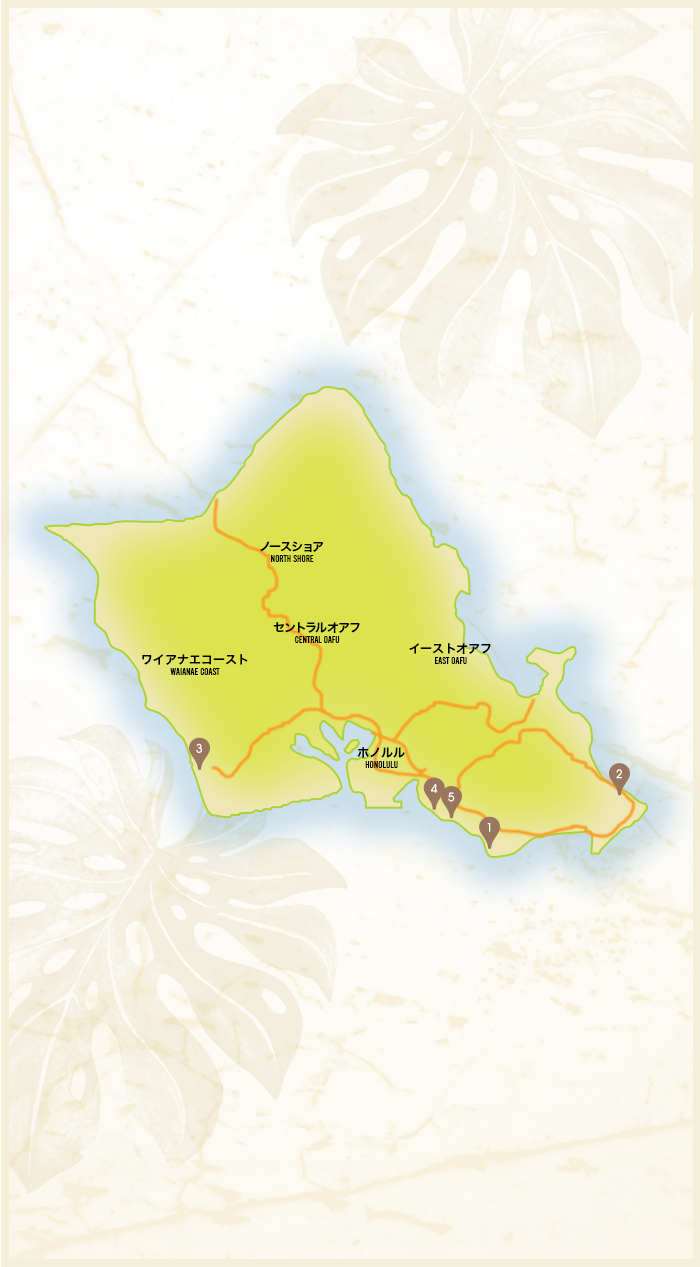 ノースショア
NORTH SHORE
セントラルオアフ
CENTRAL OAFU
イーストオアフ
EAST OAFU
ワイアナエコースト
WAIANAE COAST
3
ホノルル
HONOLULU
2
4
5
1